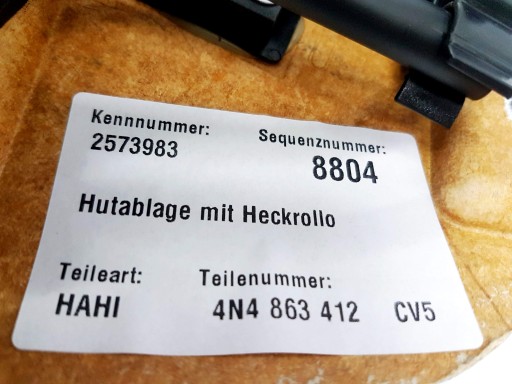 Kennnummer: Sequenznummer:
2573983 8804
Hutablage mit Heckrollo
Teileart: Teilenummer:
HAHI 4N4 863 412 CV5